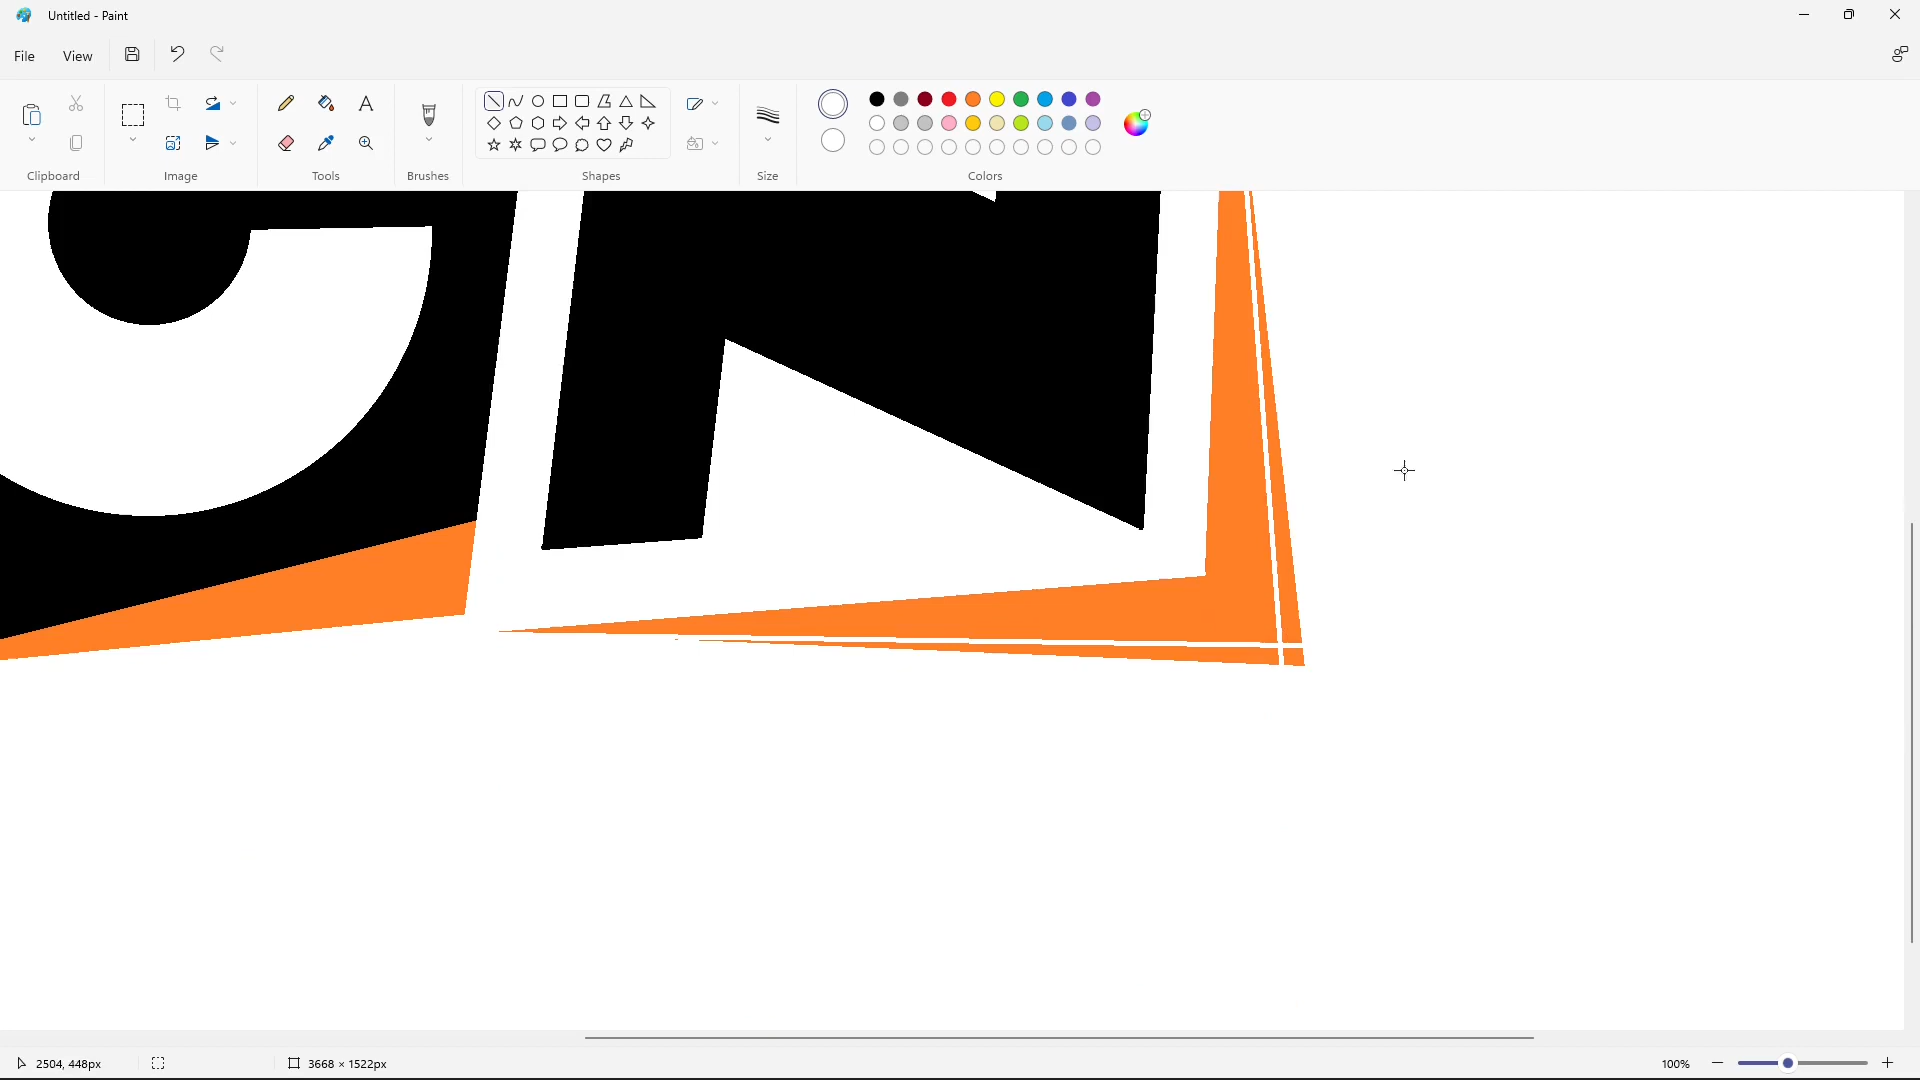 Untitled - Paint
File View
Clipboard Image Tools Brushes Shapes Size Colors
2504, 448px 3668 × 1522px 100%